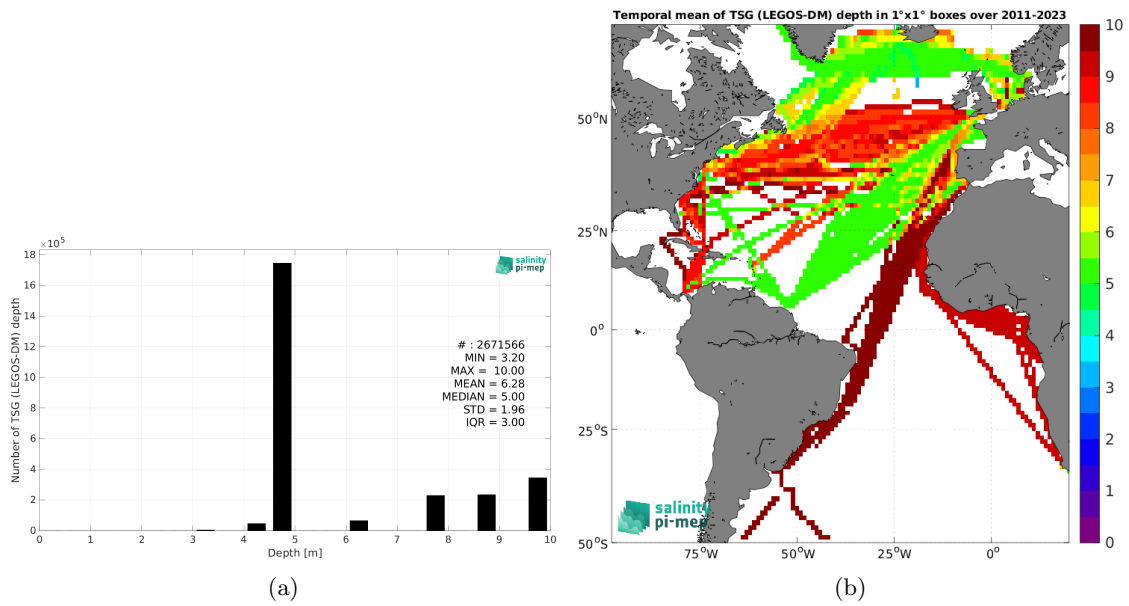 ×10⁵
18
16
14
12
10
8
6
4
2
0
Number of TSG (LEGOS-DM) depth
0 1 2 3 4 5 6 7 8 9 10
Depth [m]
salinity
pi-mep
# : 2671566
MIN = 3.20
MAX = 10.00
MEAN = 6.28
MEDIAN = 5.00
STD = 1.96
IQR = 3.00
(a)
Temporal mean of TSG (LEGOS-DM) depth in 1°x1° boxes over 2011-2023
50°N
25°N
0°
25°S
50°S
75°W 50°W 25°W 0°
salinity
pi-mep
10
9
8
7
6
5
4
3
2
1
0
(b)